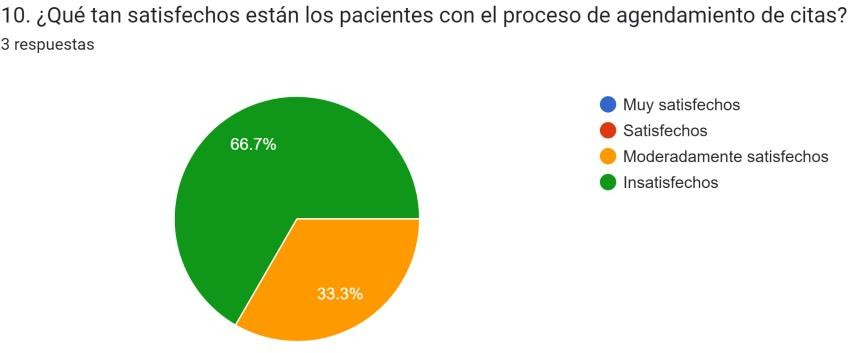 10. ¿Qué tan satisfechos están los pacientes con el proceso de agendamiento de citas?
3 respuestas
Muy satisfechos
Satisfechos
Moderadamente satisfechos
Insatisfechos
66.7%
33.3%